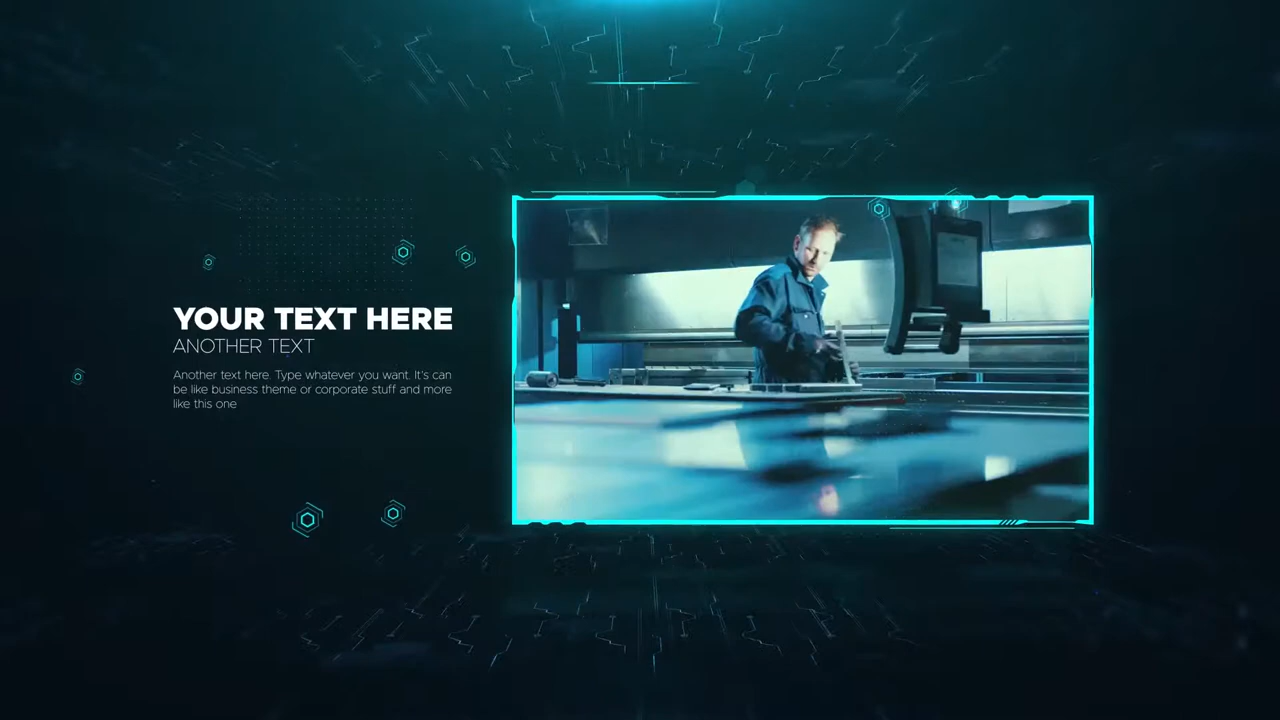 YOUR TEXT HERE
ANOTHER TEXT
Another text here. Type whatever you want. It's can
be like business theme or corporate stuff and more
like this one